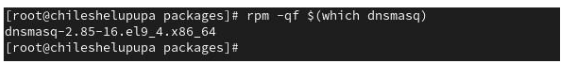 [root@chileshelupupa packages]# rpm -qf $(which dnsmasq)
dnsmasq-2.85-16.el9_4.x86_64
[root@chileshelupupa packages]#